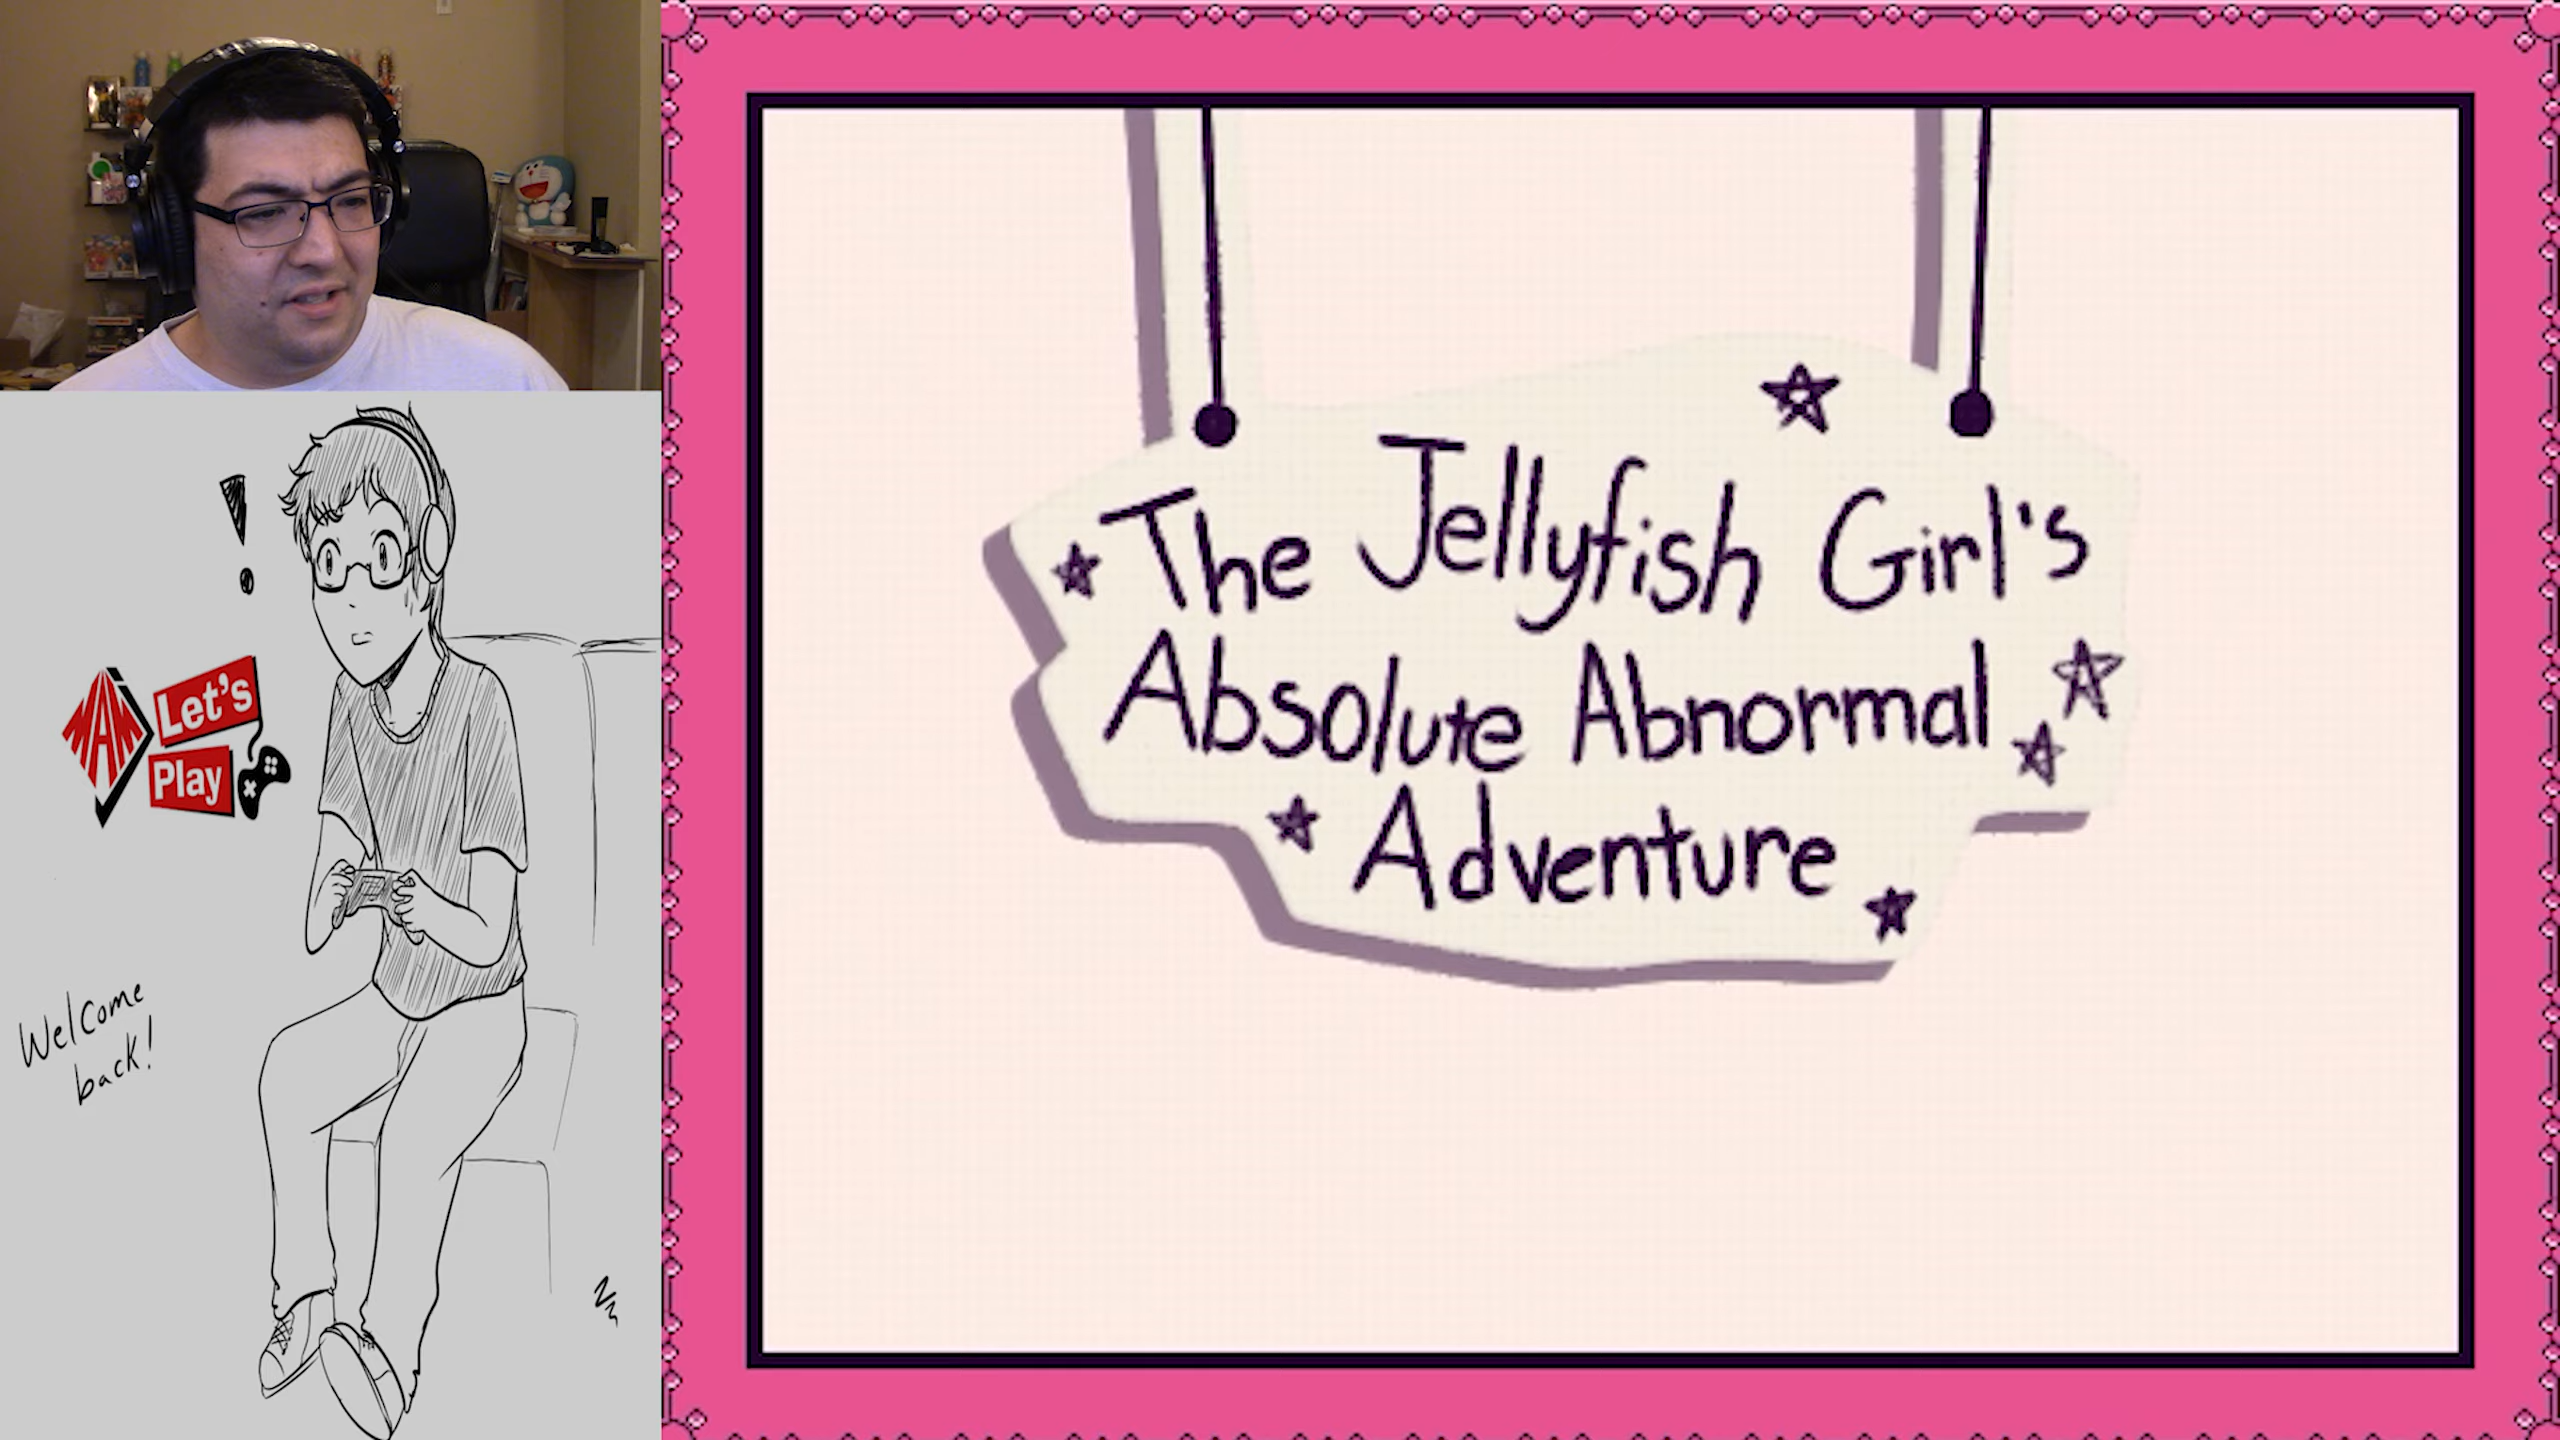 MAM
Let's
Play
Welcome
back!
The Jellyfish Girl's
Absolute Abnormal
Adventure